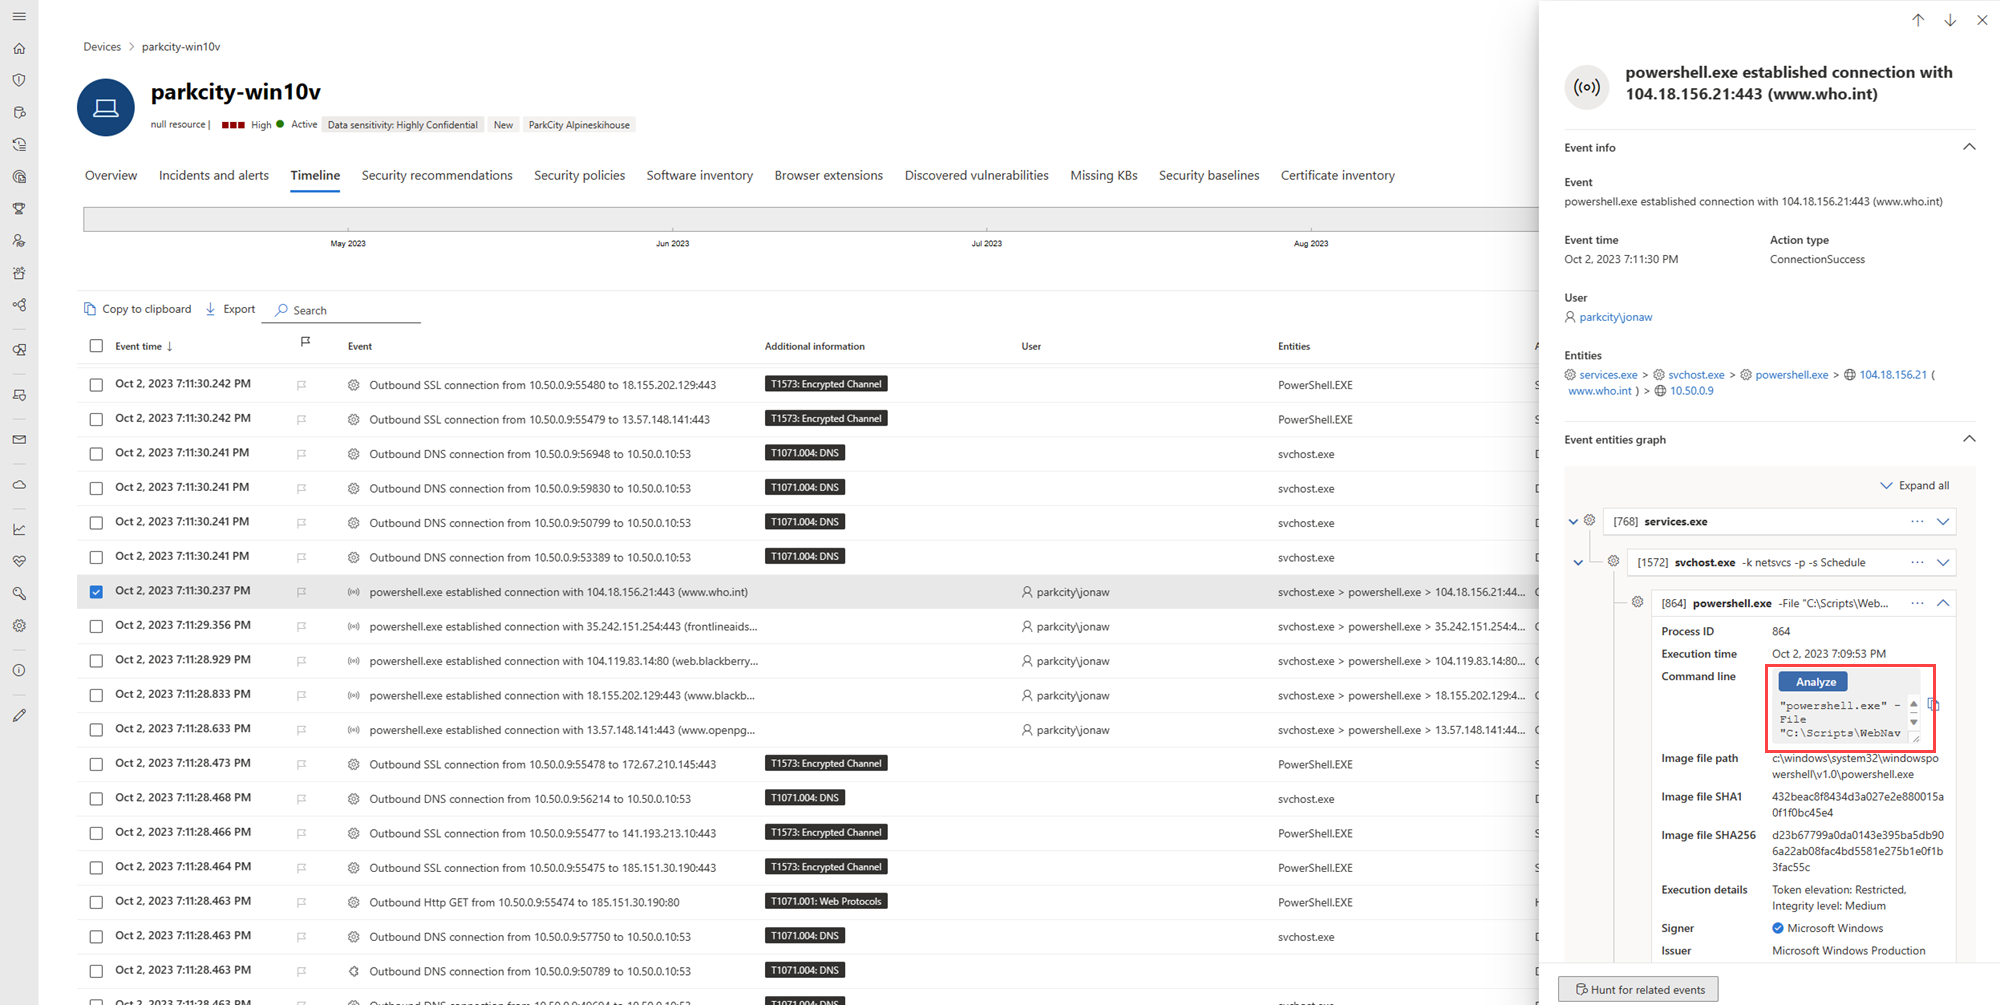 Devices > parkcity-win10v
parkcity-win10v
null resource | High Active Data sensitivity: Highly Confidential New ParkCity Alpineskihouse
Overview Incidents and alerts Timeline Security recommendations Security policies Software inventory Browser extensions Discovered vulnerabilities Missing KBs Security baselines Certificate inventory
May 2023 Jun 2023 Jul 2023 Aug 2023
Copy to clipboard Export Search
Event time ↓ Event Additional information User Entities
Oct 2, 2023 7:11:30.242 PM Outbound SSL connection from 10.50.0.9:55480 to 18.155.202.129:443 T1573: Encrypted Channel PowerShell.EXE
Oct 2, 2023 7:11:30.242 PM Outbound SSL connection from 10.50.0.9:55479 to 13.57.148.141:443 T1573: Encrypted Channel PowerShell.EXE
Oct 2, 2023 7:11:30.241 PM Outbound DNS connection from 10.50.0.9:56948 to 10.50.0.10:53 T1071.004: DNS svchost.exe
Oct 2, 2023 7:11:30.241 PM Outbound DNS connection from 10.50.0.9:59830 to 10.50.0.10:53 T1071.004: DNS svchost.exe
Oct 2, 2023 7:11:30.241 PM Outbound DNS connection from 10.50.0.9:50799 to 10.50.0.10:53 T1071.004: DNS svchost.exe
Oct 2, 2023 7:11:30.241 PM Outbound DNS connection from 10.50.0.9:53389 to 10.50.0.10:53 T1071.004: DNS svchost.exe
Oct 2, 2023 7:11:30.237 PM powershell.exe established connection with 104.18.156.21:443 (www.who.int) parkcity\jonaw svchost.exe > powershell.exe > 104.18.156.21:44...
Oct 2, 2023 7:11:29.356 PM powershell.exe established connection with 35.242.151.254:443 (frontlineaids... parkcity\jonaw svchost.exe > powershell.exe > 35.242.151.254:4...
Oct 2, 2023 7:11:28.929 PM powershell.exe established connection with 104.119.83.14:80 (web.blackberry... parkcity\jonaw svchost.exe > powershell.exe > 104.119.83.14:80...
Oct 2, 2023 7:11:28.833 PM powershell.exe established connection with 18.155.202.129:443 (www.blackb... parkcity\jonaw svchost.exe > powershell.exe > 18.155.202.129:4...
Oct 2, 2023 7:11:28.633 PM powershell.exe established connection with 13.57.148.141:443 (www.openpg... parkcity\jonaw svchost.exe > powershell.exe > 13.57.148.141:44...
Oct 2, 2023 7:11:28.473 PM Outbound SSL connection from 10.50.0.9:55478 to 172.67.210.145:443 T1573: Encrypted Channel PowerShell.EXE
Oct 2, 2023 7:11:28.468 PM Outbound DNS connection from 10.50.0.9:56214 to 10.50.0.10:53 T1071.004: DNS svchost.exe
Oct 2, 2023 7:11:28.466 PM Outbound SSL connection from 10.50.0.9:55477 to 141.193.213.10:443 T1573: Encrypted Channel PowerShell.EXE
Oct 2, 2023 7:11:28.464 PM Outbound SSL connection from 10.50.0.9:55475 to 185.151.30.190:443 T1573: Encrypted Channel PowerShell.EXE
Oct 2, 2023 7:11:28.463 PM Outbound Http GET from 10.50.0.9:55474 to 185.151.30.190:80 T1071.001: Web Protocols PowerShell.EXE
Oct 2, 2023 7:11:28.463 PM Outbound DNS connection from 10.50.0.9:57750 to 10.50.0.10:53 T1071.004: DNS svchost.exe
Oct 2, 2023 7:11:28.463 PM Outbound DNS connection from 10.50.0.9:50789 to 10.50.0.10:53 T1071.004: DNS svchost.exe
powershell.exe established connection with
104.18.156.21:443 (www.who.int)
Event info
Event
powershell.exe established connection with 104.18.156.21:443 (www.who.int)
Event time Action type
Oct 2, 2023 7:11:30 PM ConnectionSuccess
User
parkcity\jonaw
Entities
services.exe > svchost.exe > powershell.exe > 104.18.156.21 (
www.who.int ) > 10.50.0.9
Event entities graph
Expand all
[768] services.exe ...
[1572] svchost.exe -k netsvcs -p -s Schedule ...
[864] powershell.exe -File "C:\Scripts\Web... ...
Process ID 864
Execution time Oct 2, 2023 7:09:53 PM
Command line Analyze
"powershell.exe" -
File
"C:\Scripts\WebNav
Image file path c:\windows\system32\windowspo
owershell\v1.0\powershell.exe
Image file SHA1 432beac8f8434d3a027e2e880015a
0f1f0bc45e4
Image file SHA256 d23b67799a0da0143e395ba5db90
6a22ab08fac4bd5581e275b1e0f1b
3fac55c
Execution details Token elevation: Restricted,
Integrity level: Medium
Signer Microsoft Windows
Issuer Microsoft Windows Production
Hunt for related events